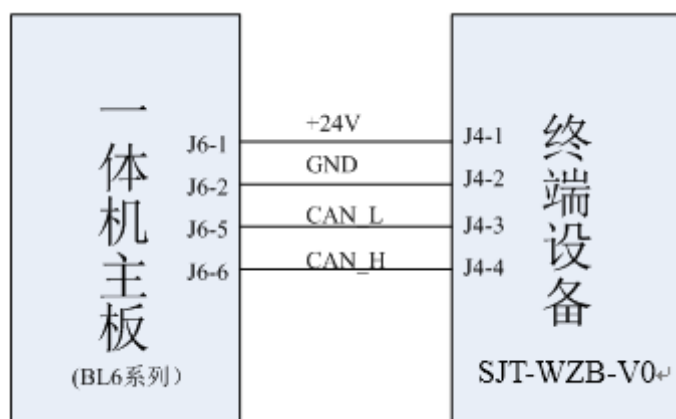 一体机主板
(BL6系列）
J6-1
J6-2
J6-5
J6-6
+24V
GND
CAN_L
CAN_H
J4-1
J4-2
J4-3
J4-4
终端设备
SJT-WZB-V0↵